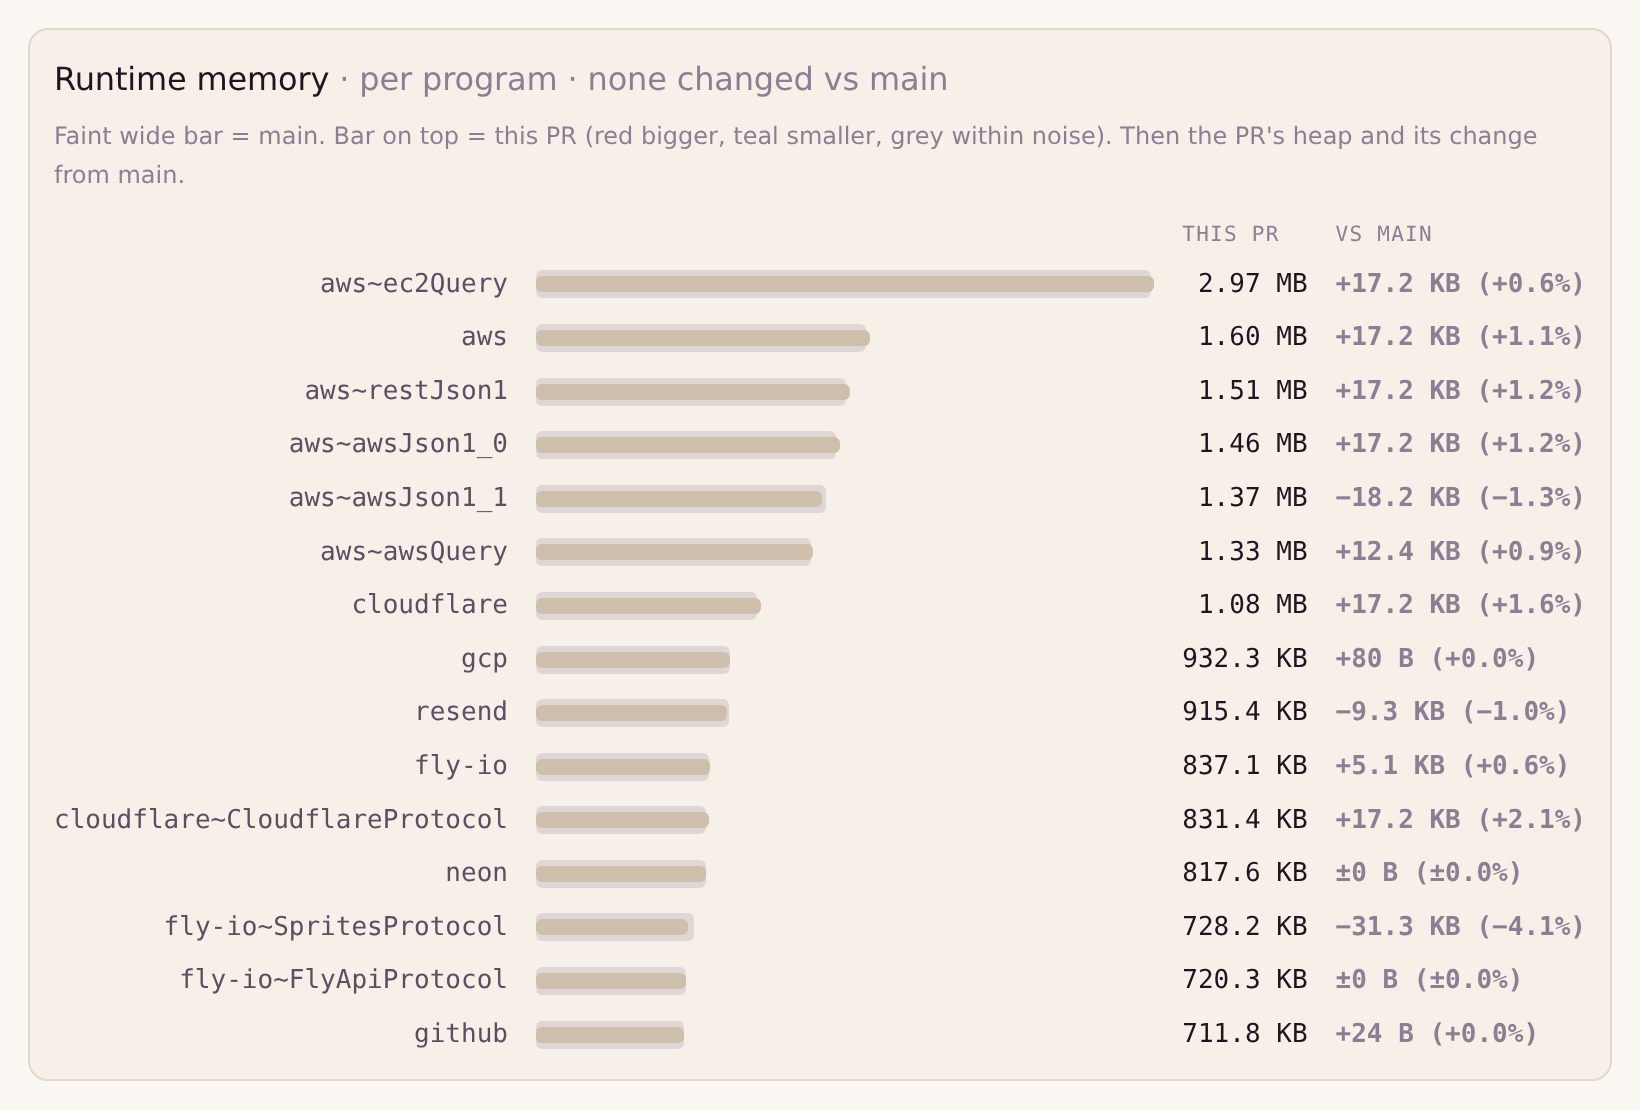 Runtime memory · per program · none changed vs main
Faint wide bar = main. Bar on top = this PR (red bigger, teal smaller, grey within noise). Then the PR's heap and its change
from main.
THIS PR VS MAIN
aws~ec2Query 2.97 MB +17.2 KB (+0.6%)
aws 1.60 MB +17.2 KB (+1.1%)
aws~restJson1 1.51 MB +17.2 KB (+1.2%)
aws~awsJson1_0 1.46 MB +17.2 KB (+1.2%)
aws~awsJson1_1 1.37 MB −18.2 KB (−1.3%)
aws~awsQuery 1.33 MB +12.4 KB (+0.9%)
cloudflare 1.08 MB +17.2 KB (+1.6%)
gcp 932.3 KB +80 B (+0.0%)
resend 915.4 KB −9.3 KB (−1.0%)
fly-io 837.1 KB +5.1 KB (+0.6%)
cloudflare~CloudflareProtocol 831.4 KB +17.2 KB (+2.1%)
neon 817.6 KB ±0 B (±0.0%)
fly-io~SpritesProtocol 728.2 KB −31.3 KB (−4.1%)
fly-io~FlyApiProtocol 720.3 KB ±0 B (±0.0%)
github 711.8 KB +24 B (+0.0%)